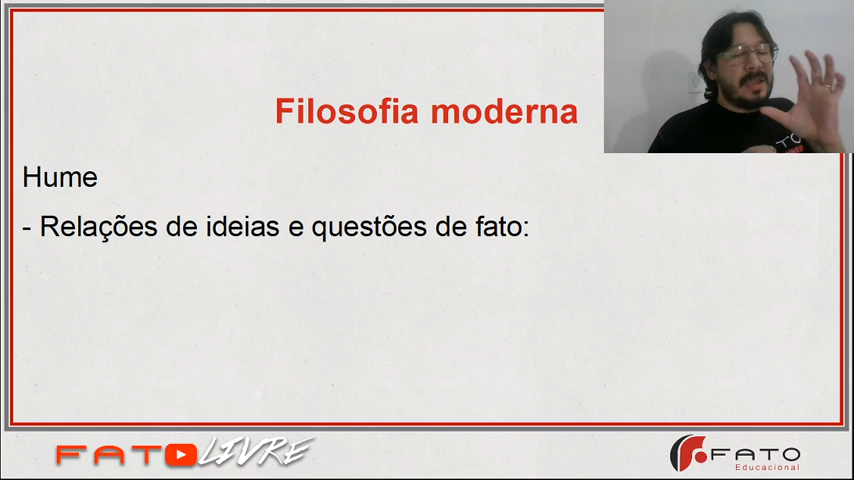 Filosofia moderna
Hume
- Relações de ideias e questões de fato:
FATO LIVRE
FATO
Educacional